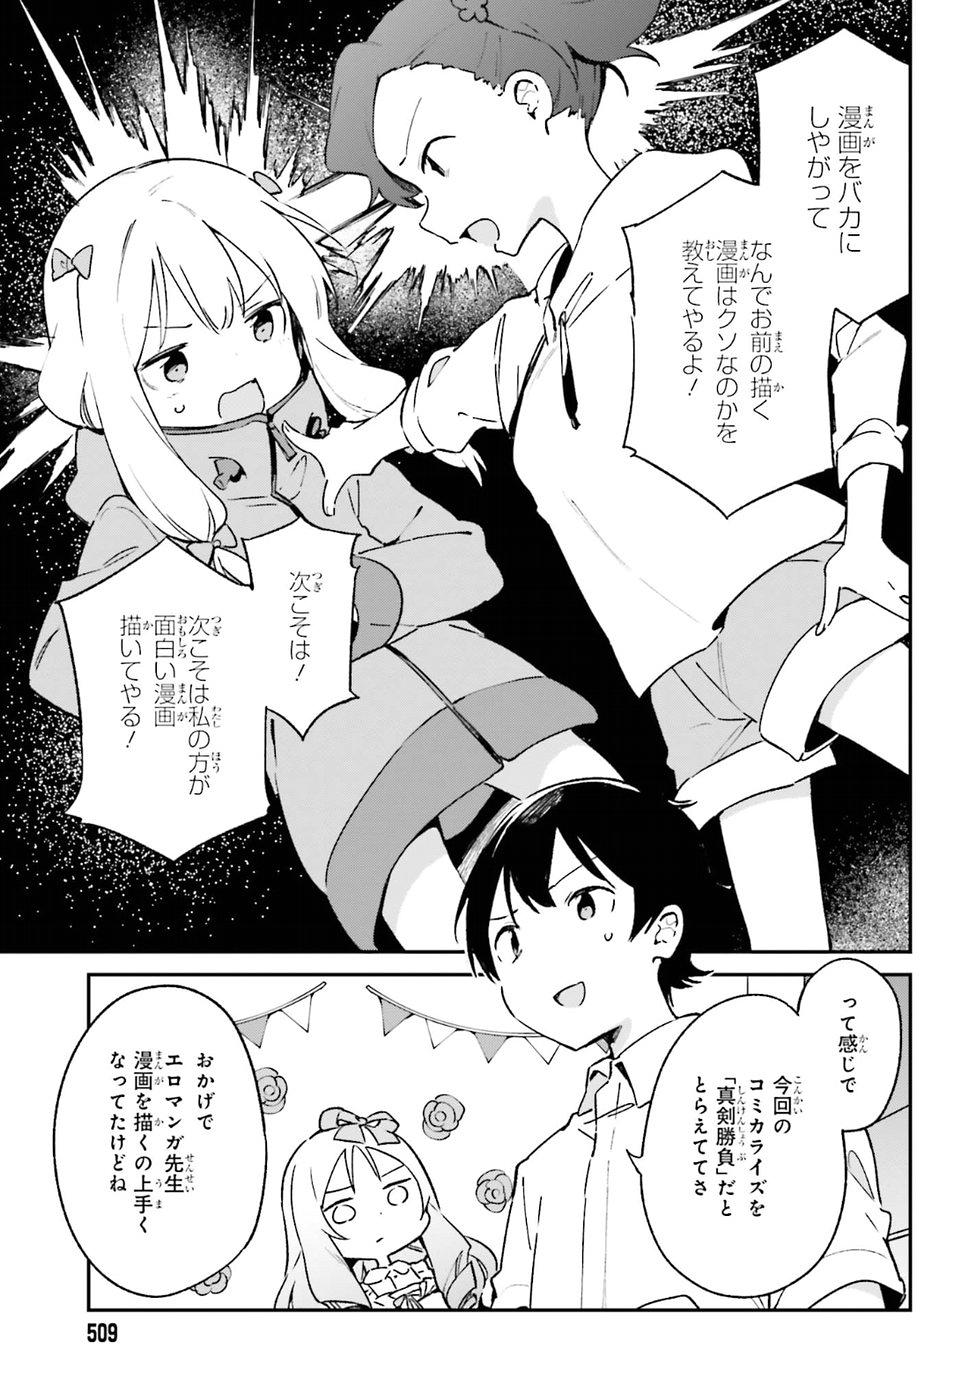 漫画をバカに
しやがって
なんでお前の描く
漫画はクソなのかを
教えてやるよ!
次こそは!
次こそは私の方が
面白い漫画
描いてやる!
って感じで
今回の
コミカライズを
「真剣勝負」だと
とらえててさ
おかげで
エロマンガ先生
漫画を描くの上手く
なってたけどね
509